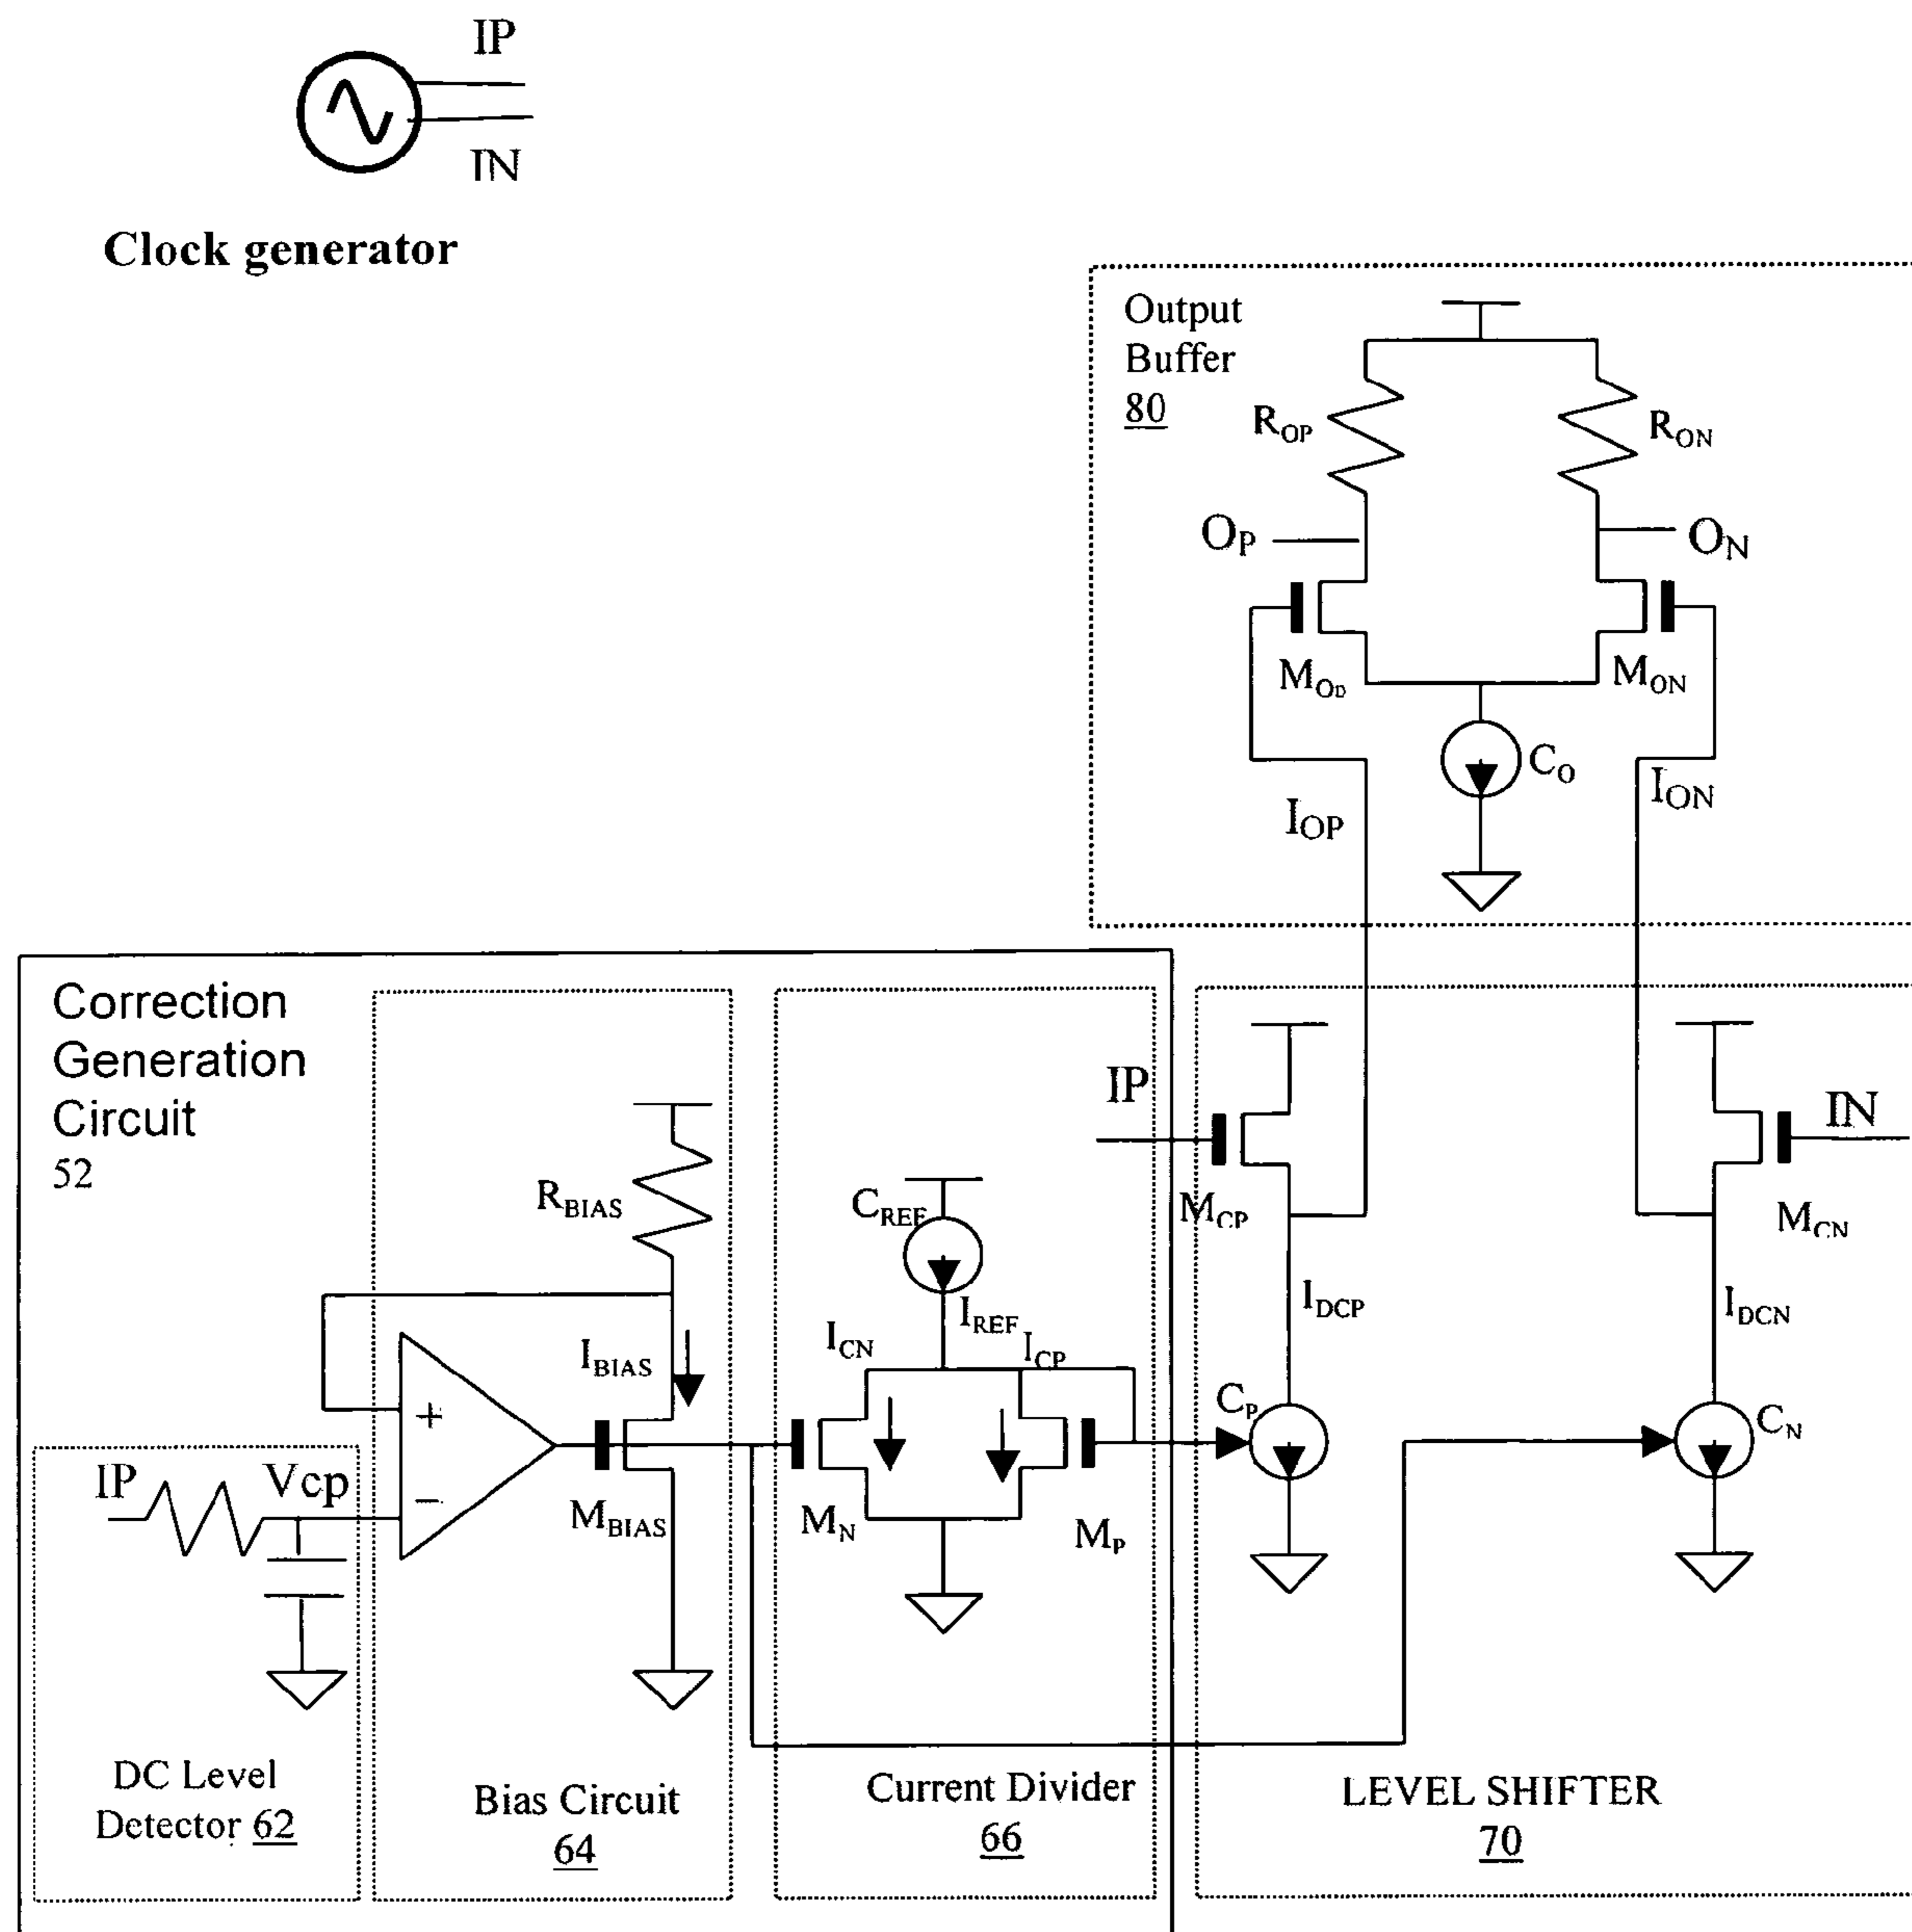 IP
IN
Clock generator
Output
Buffer
80
ROP
RON
OP
ON
MOD
MON
CO
IOP
ION
Correction
Generation
Circuit
52
RBIAS
IBIAS
+
−
MBIAS
IP
Vcp
DC Level
Detector 62
Bias Circuit
64
CREF
IREF
ICN
ICP
MN
MP
Current Divider
66
IP
MCP
IN
MCN
IDCP
IDCN
CP
CN
LEVEL SHIFTER
70